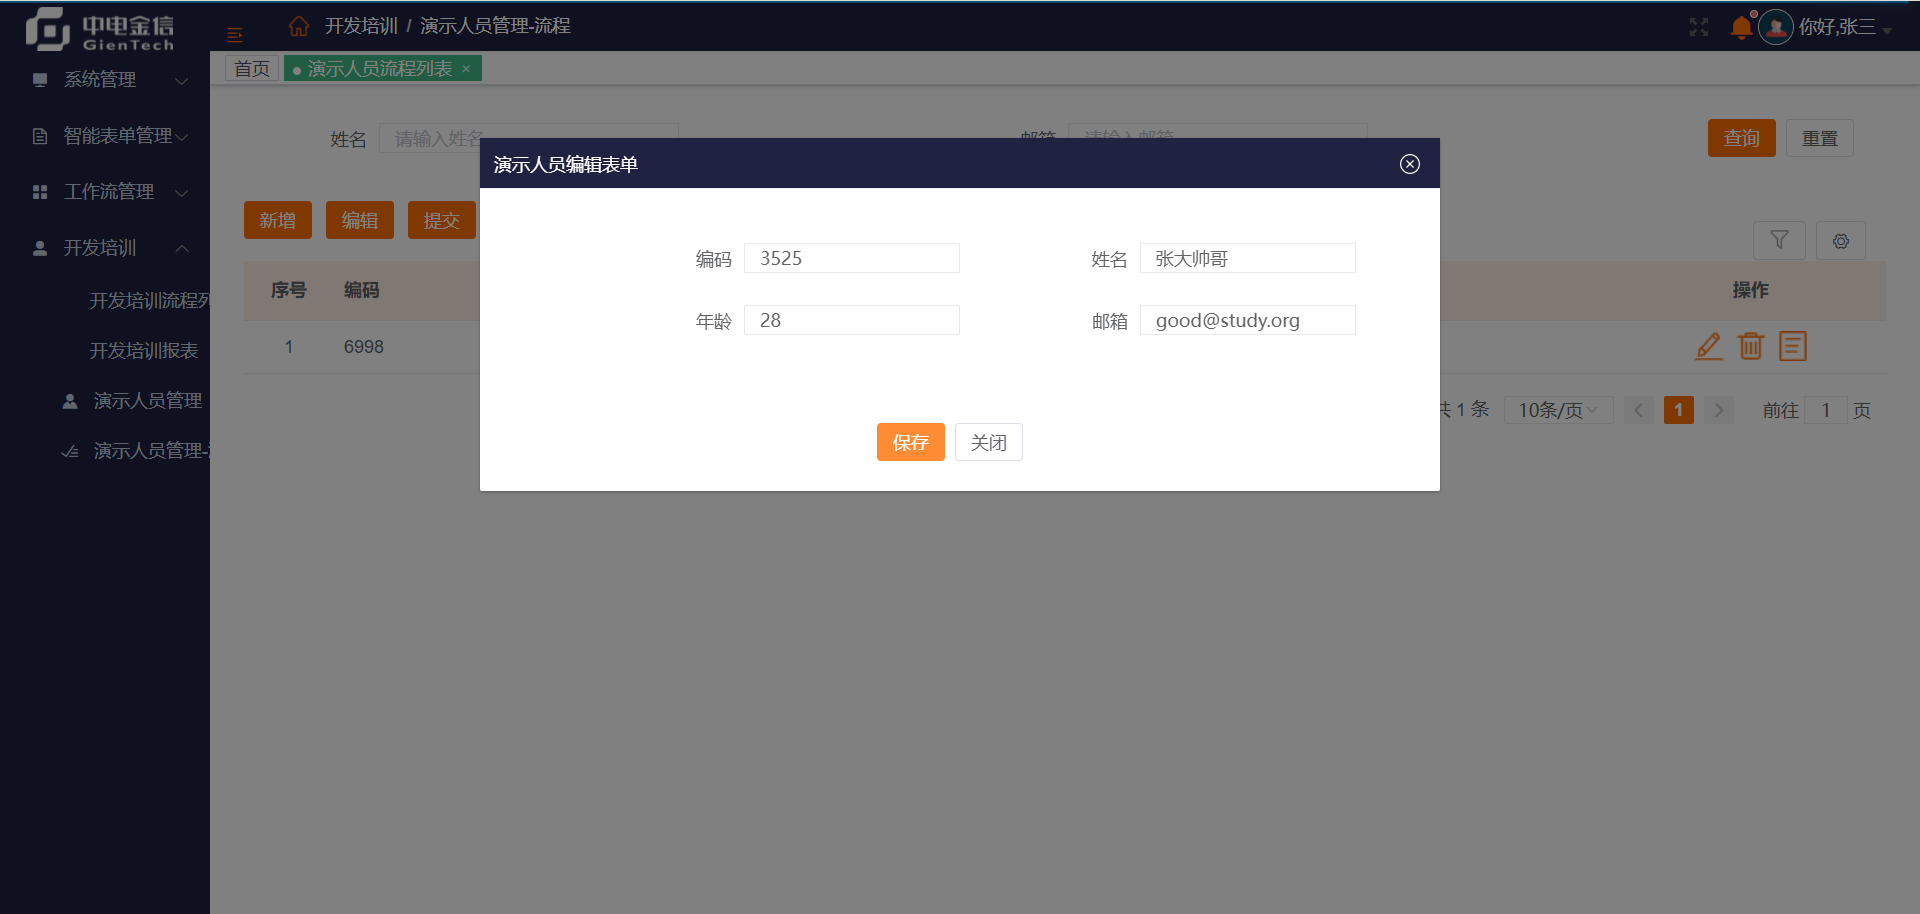 中电金信
GienTech
开发培训 / 演示人员管理-流程
你好,张三
首页
演示人员流程列表 ×
系统管理
智能表单管理
工作流管理
开发培训
开发培训流程列
开发培训报表
演示人员管理
演示人员管理-
姓名 请输入姓名
邮箱 请输入邮箱
查询 重置
新增 编辑 提交
序号 编码 操作
1 6998
共 1 条 10条/页 1 前往 1 页
演示人员编辑表单
编码 3525 姓名 张大帅哥
年龄 28 邮箱 good@study.org
保存 关闭